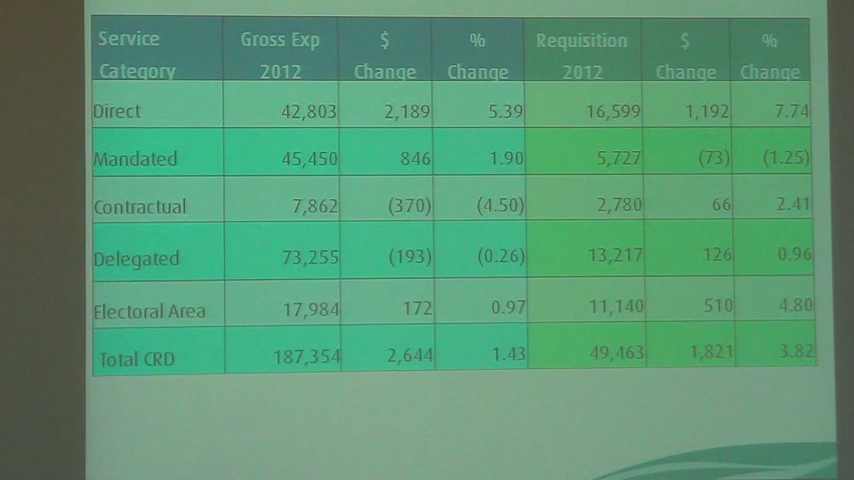 Service Category Gross Exp 2012 $ Change % Change Requisition 2012 $ Change % Change
Direct 42,803 2,189 5.39 16,599 1,192 7.74
Mandated 45,450 846 1.90 5,727 (73) (1.25)
Contractual 7,862 (370) (4.50) 2,780 66 2.41
Delegated 73,255 (193) (0.26) 13,217 126 0.96
Electoral Area 17,984 172 0.97 11,140 510 4.80
Total CRD 187,354 2,644 1.43 49,463 1,821 3.82